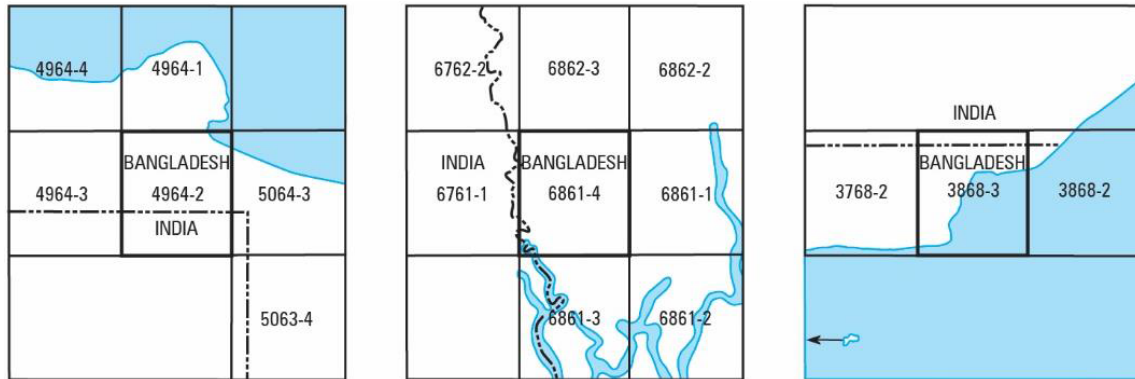 4964-4 4964-1
BANGLADESH
4964-3 4964-2 5064-3
INDIA
5063-4
6762-2 6862-3 6862-2
INDIA BANGLADESH
6761-1 6861-4 6861-1
6861-3 6861-2
INDIA
BANGLADESH
3768-2 3868-3 3868-2